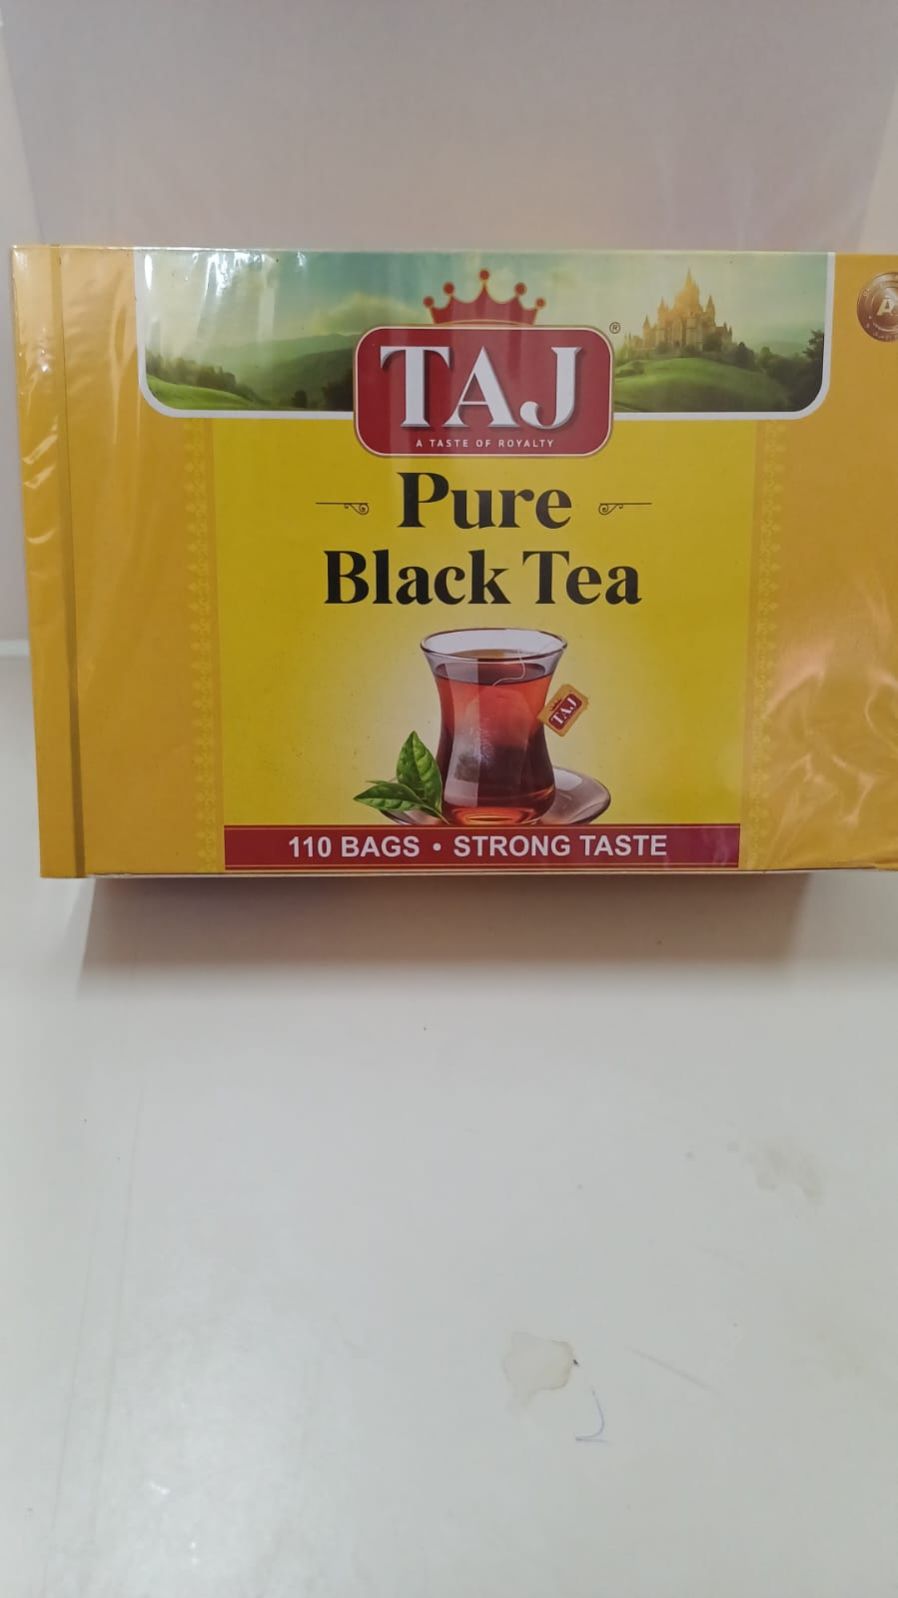 TAJ
®
A TASTE OF ROYALTY
Pure
Black Tea
TAJ
110 BAGS • STRONG TASTE